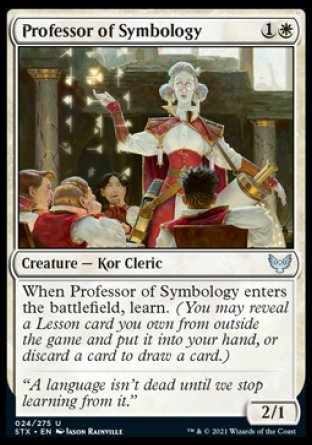 Professor of Symbology 1
Creature — Kor Cleric
When Professor of Symbology enters
the battlefield, learn. (You may reveal
a Lesson card you own from outside
the game and put it into your hand, or
discard a card to draw a card.)
“A language isn’t dead until we stop
learning from it.”
2/1
024/275 U
STX • EN Jason Rainville
™ & © 2021 Wizards of the Coast